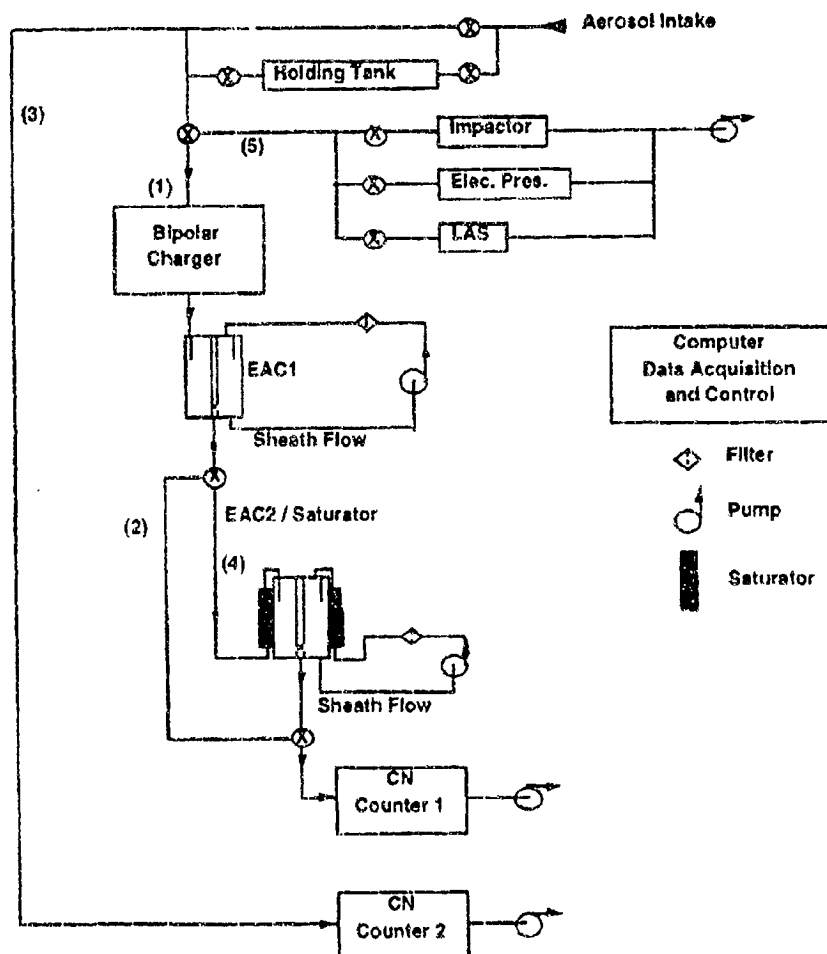 Aerosol Intake
Holding Tank
(3)
(5)
Impactor
(1)
Elec. Pres.
LAS
Bipolar
Charger
EAC1
Sheath Flow
Computer
Data Acquisition
and Control
Filter
Pump
Saturator
(2)
EAC2 / Saturator
(4)
Sheath Flow
CN
Counter 1
CN
Counter 2